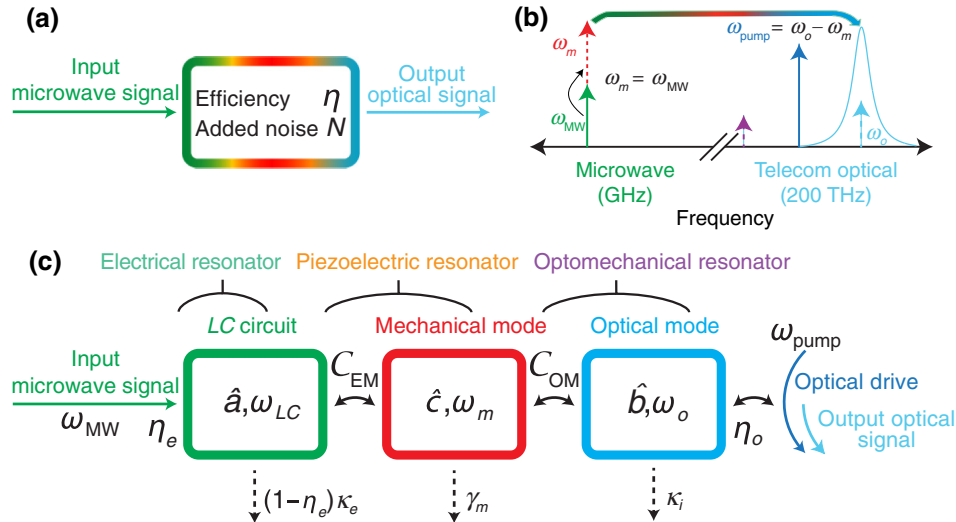 (a)
Input
microwave signal
Efficiency η
Added noise N
Output
optical signal
(b)
ω_m
ω_pump = ω_o − ω_m
ω_m = ω_MW
ω_MW
ω_o
Microwave
(GHz)
Telecom optical
(200 THz)
Frequency
(c)
Electrical resonator Piezoelectric resonator Optomechanical resonator
LC circuit Mechanical mode Optical mode
Input
microwave signal
ω_MW
η_e
â,ω_LC
C_EM
ĉ,ω_m
C_OM
b̂,ω_o
η_o
ω_pump
Optical drive
Output optical
signal
(1−η_e)κ_e
γ_m
κ_i